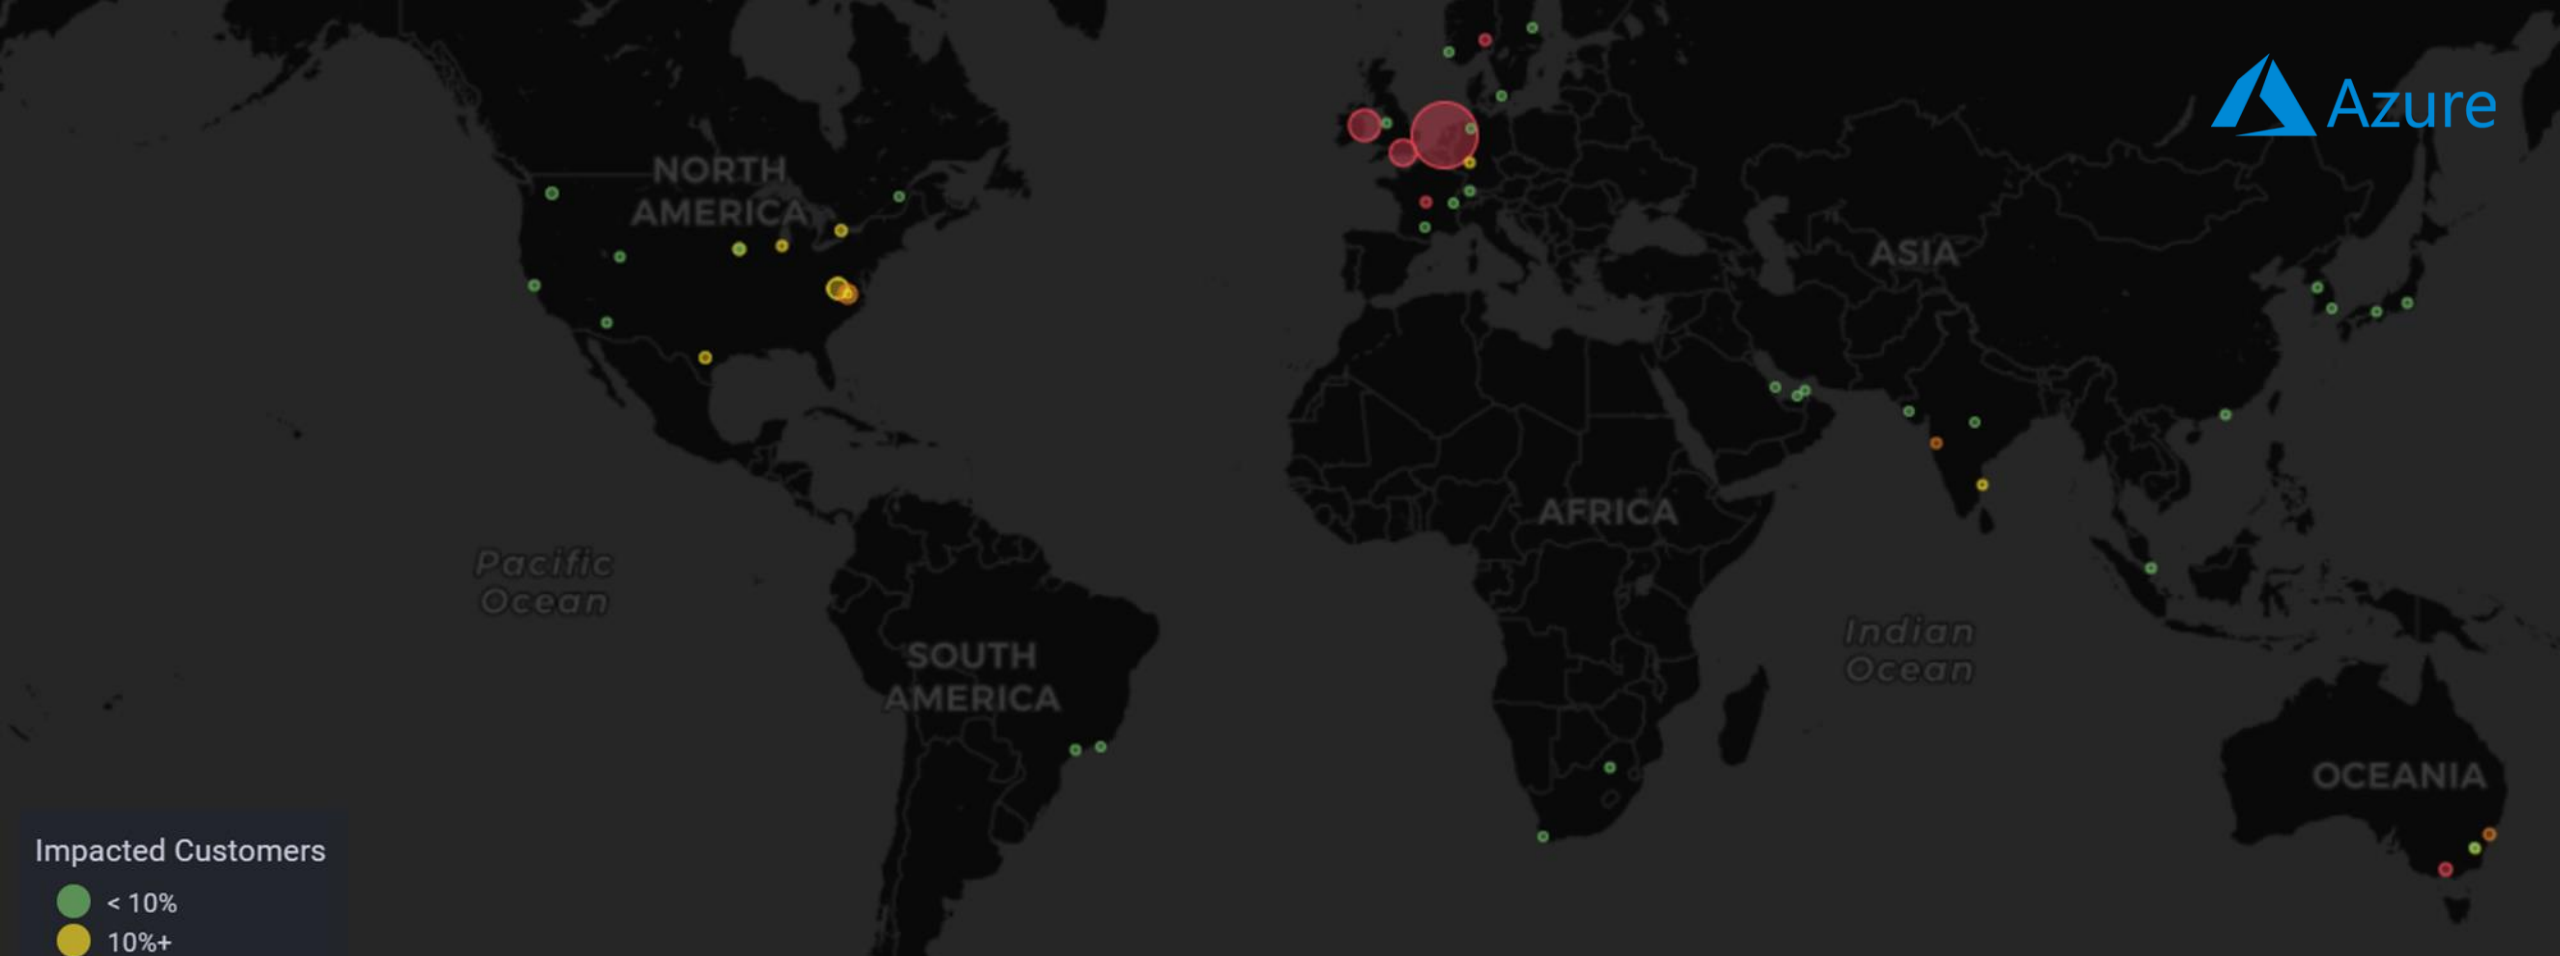 Azure
NORTH
AMERICA
ASIA
AFRICA
Pacific
Ocean
Indian
Ocean
SOUTH
AMERICA
OCEANIA
Impacted Customers
< 10%
10%+